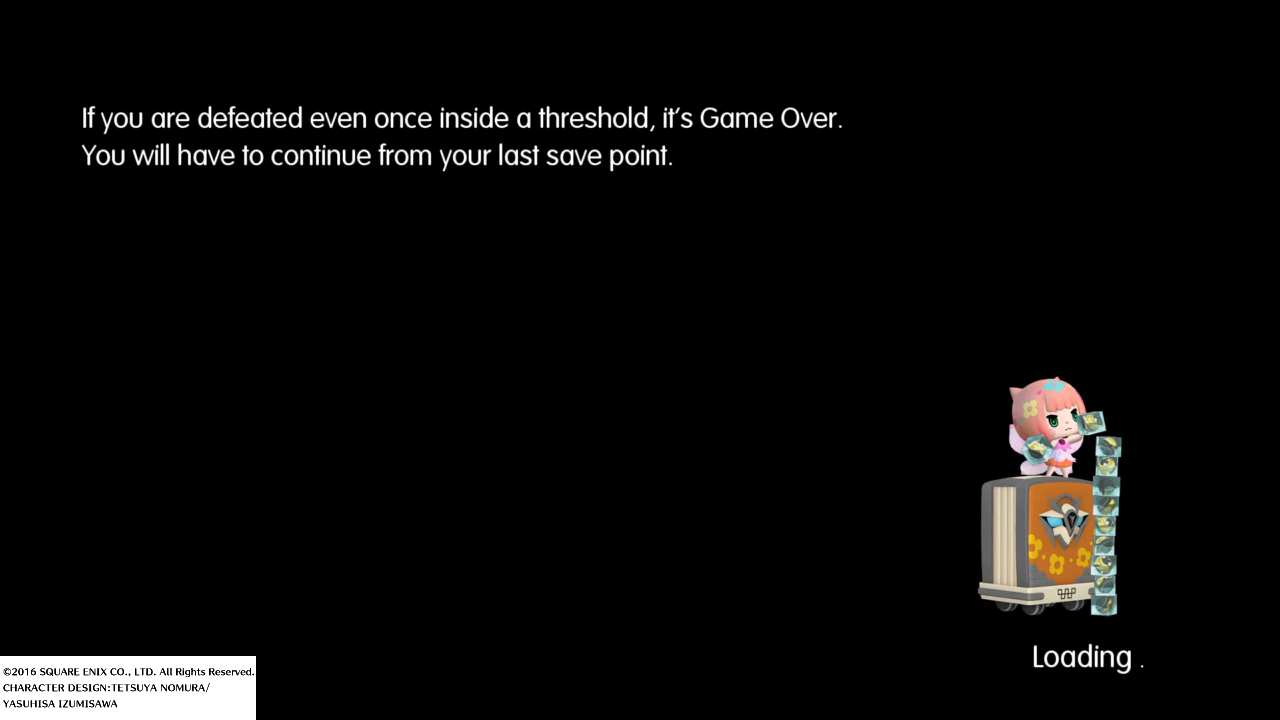 If you are defeated even once inside a threshold, it's Game Over.
You will have to continue from your last save point.
Loading .
©2016 SQUARE ENIX CO., LTD. All Rights Reserved.
CHARACTER DESIGN:TETSUYA NOMURA/
YASUHISA IZUMISAWA